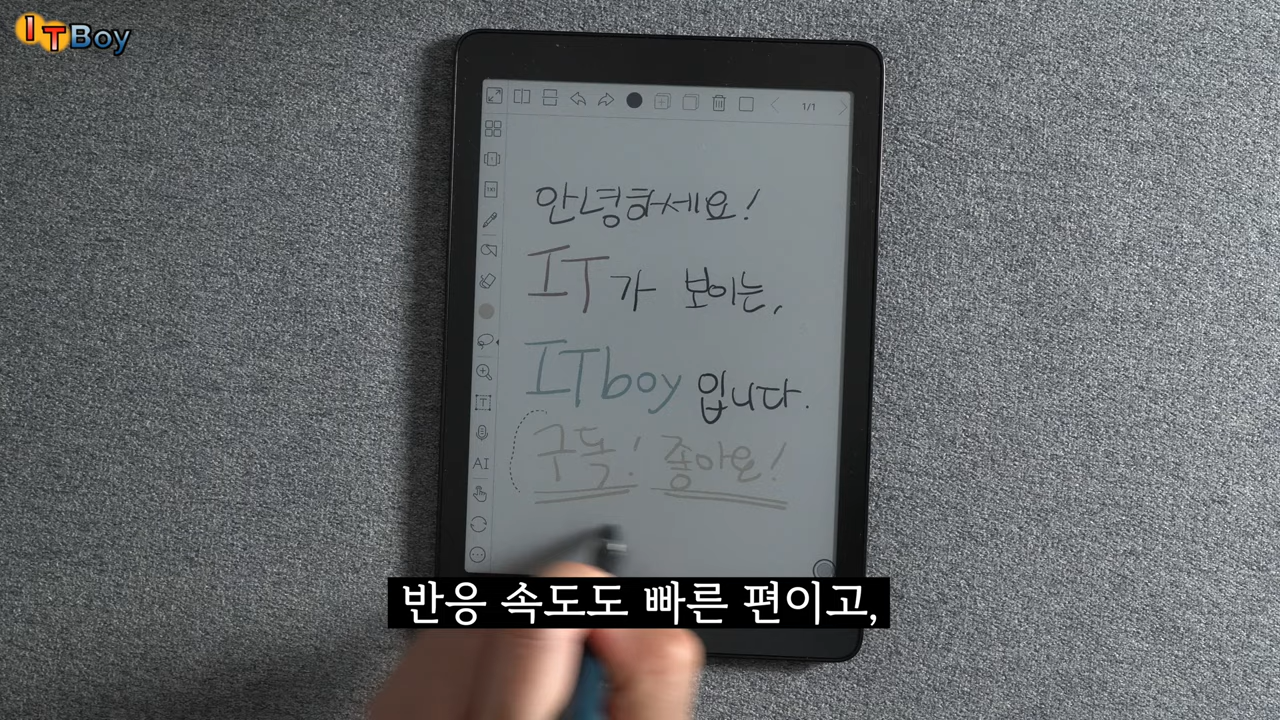 ITBoy
1/1
안녕하세요!
IT가 보이는,
ITboy 입니다.
구독! 좋아요!
T
AI
반응 속도도 빠른 편이고,